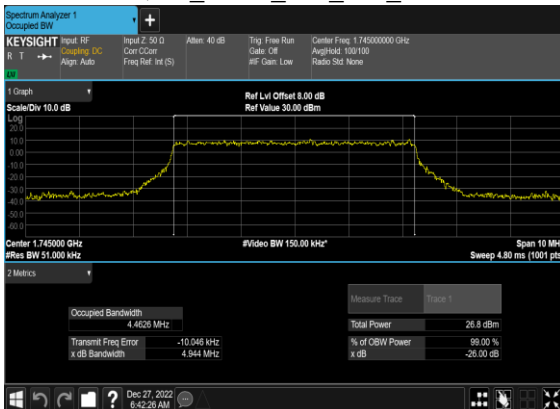 Spectrum Analyzer 1
Occupied BW
KEYSIGHT
R T
Input: RF
Coupling: DC
Align: Auto
Input Z: 50 Ω
Corr CCorr
Freq Ref: Int (S)
Atten: 40 dB
Trig: Free Run
Gate: Off
#IF Gain: Low
Center Freq: 1.745000000 GHz
Avg|Hold: 100/100
Radio Std: None
1 Graph
Scale/Div 10.0 dB
Ref Lvl Offset 8.00 dB
Ref Value 30.00 dBm
Log
20.0
10.0
0.00
-10.0
-20.0
-30.0
-40.0
-50.0
-60.0
Center 1.745000 GHz
#Res BW 51.000 kHz
#Video BW 150.00 kHz*
Span 10 MH
Sweep 4.80 ms (1001 pts
2 Metrics
Measure Trace Trace 1
Occupied Bandwidth
4.4626 MHz
Total Power 26.8 dBm
Transmit Freq Error -10.046 kHz
% of OBW Power 99.00 %
x dB Bandwidth 4.944 MHz
x dB -26.00 dB
?
Dec 27, 2022
6:42:26 AM